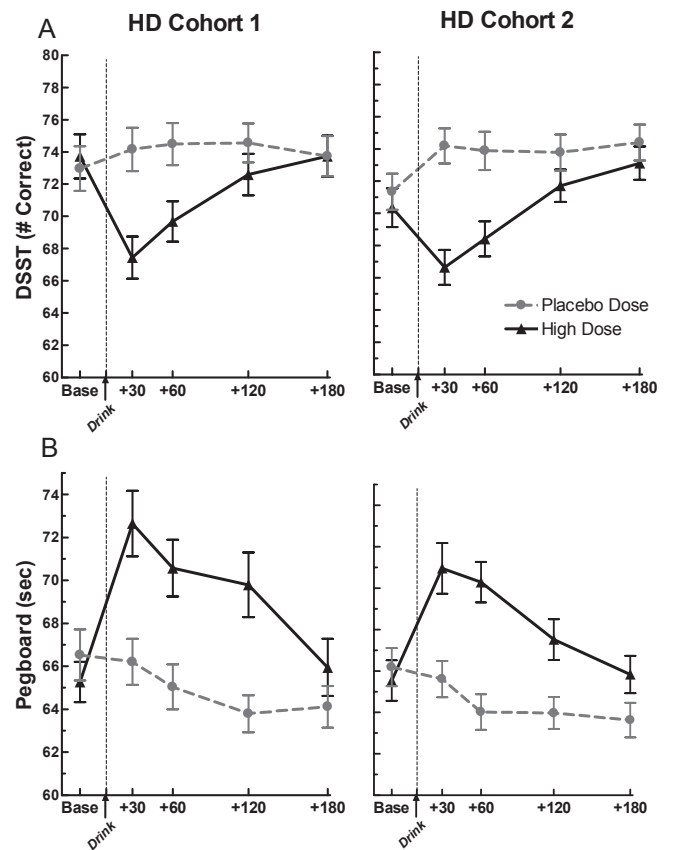 A
HD Cohort 1
HD Cohort 2
DSST (# Correct)
80
78
76
74
72
70
68
66
64
62
60
Placebo Dose
High Dose
Base
Drink
+30
+60
+120
+180
Base
Drink
+30
+60
+120
+180
B
Pegboard (sec)
74
72
70
68
66
64
62
60
Base
Drink
+30
+60
+120
+180
Base
Drink
+30
+60
+120
+180